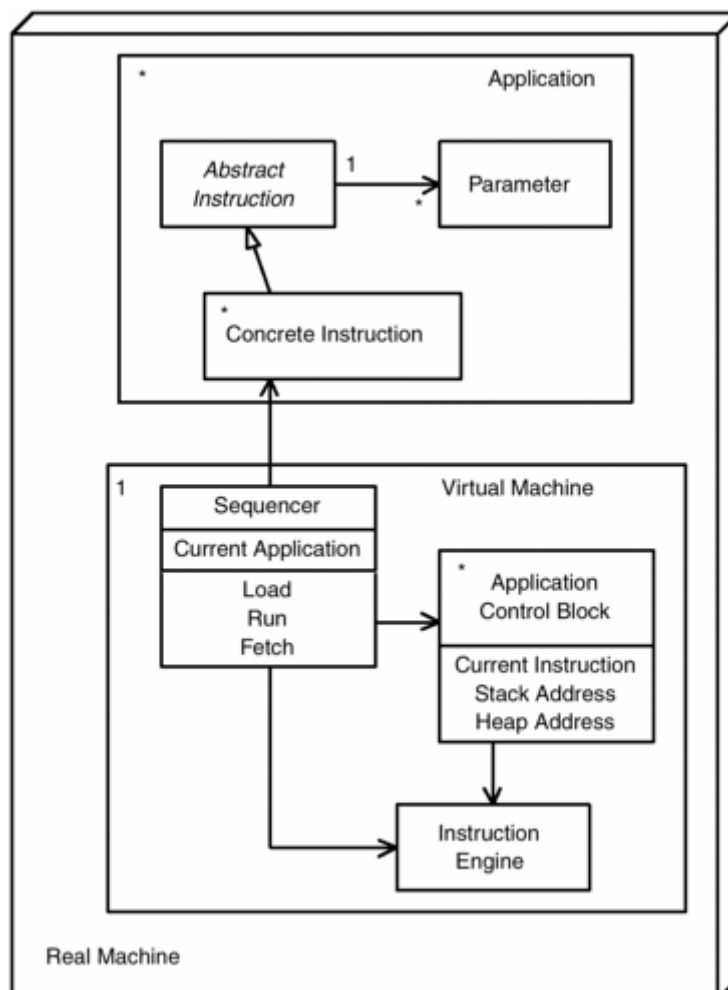 *
Application
Abstract
Instruction
1
*
Parameter
*
Concrete Instruction
1
Virtual Machine
Sequencer
Current Application
Load
Run
Fetch
*
Application
Control Block
Current Instruction
Stack Address
Heap Address
Instruction
Engine
Real Machine